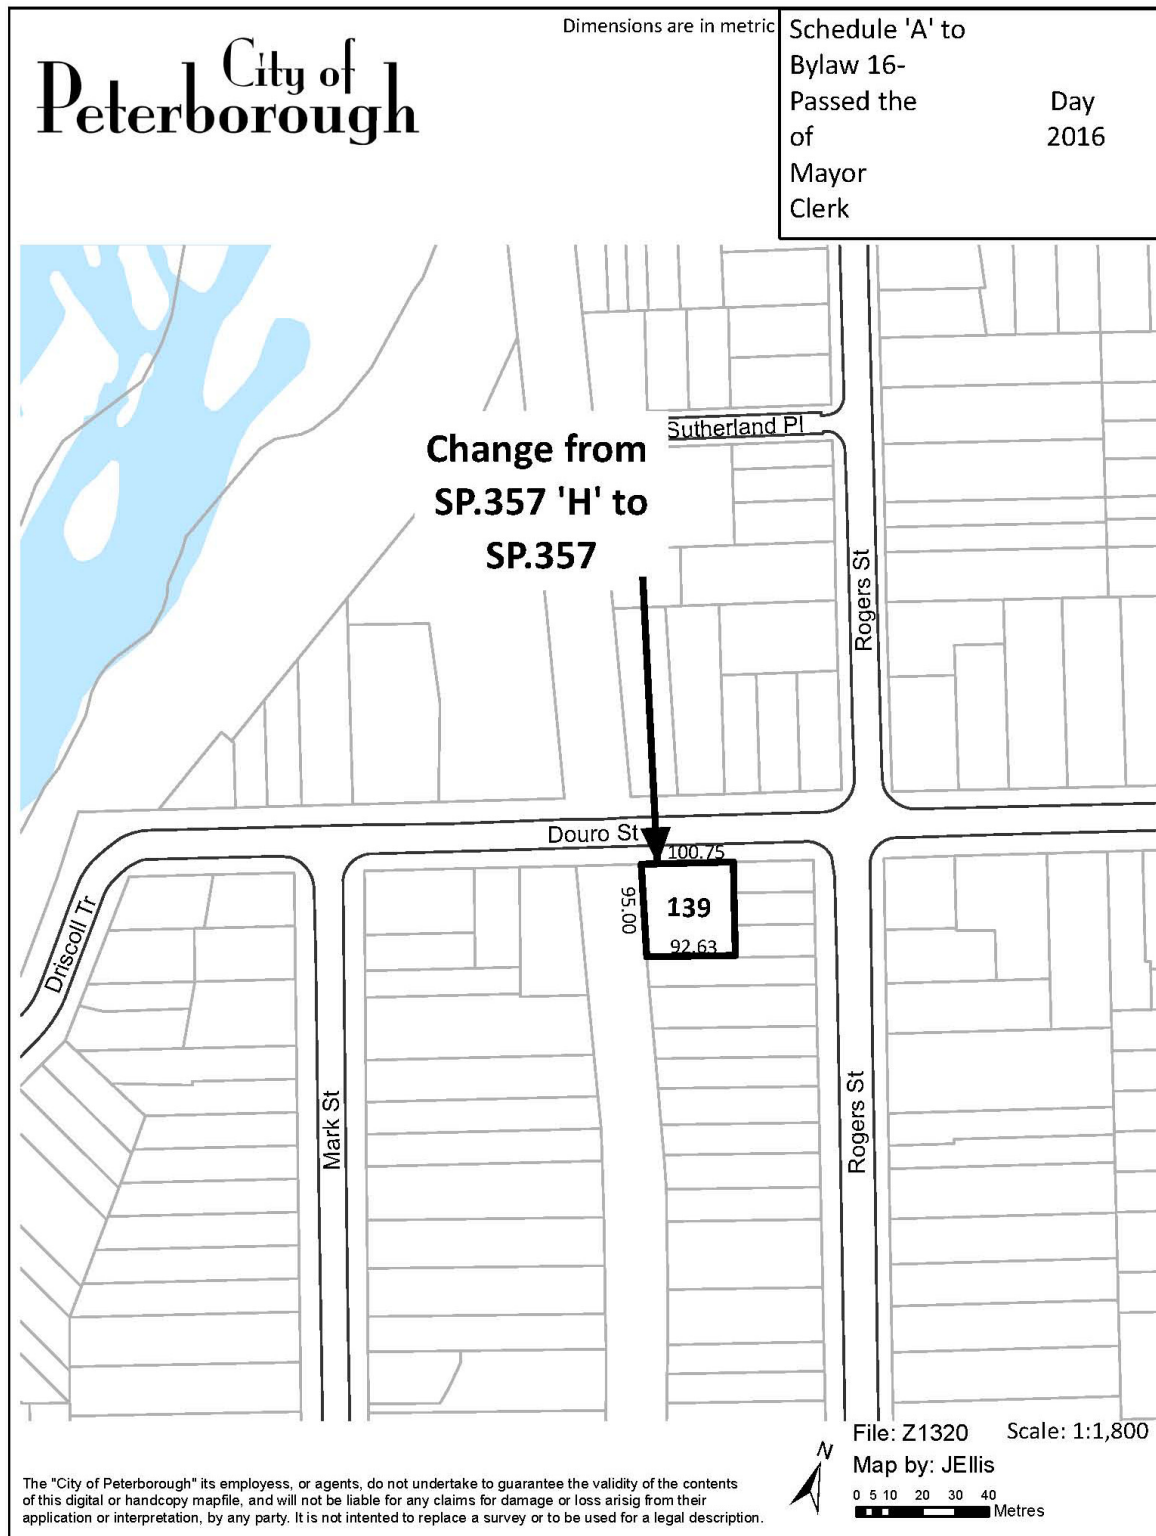 City of
Peterborough
Dimensions are in metric
Schedule 'A' to
Bylaw 16-
Passed the Day
of 2016
Mayor
Clerk
Sutherland Pl
Change from
SP.357 'H' to
SP.357
Rogers St
Douro St
100.75
95.00
139
92.63
Driscoll Tr
Mark St
Rogers St
File: Z1320 Scale: 1:1,800
Map by: JEllis
N
0 5 10 20 30 40
Metres
The "City of Peterborough" its employess, or agents, do not undertake to guarantee the validity of the contents
of this digital or handcopy mapfile, and will not be liable for any claims for damage or loss arisig from their
application or interpretation, by any party. It is not intended to replace a survey or to be used for a legal description.